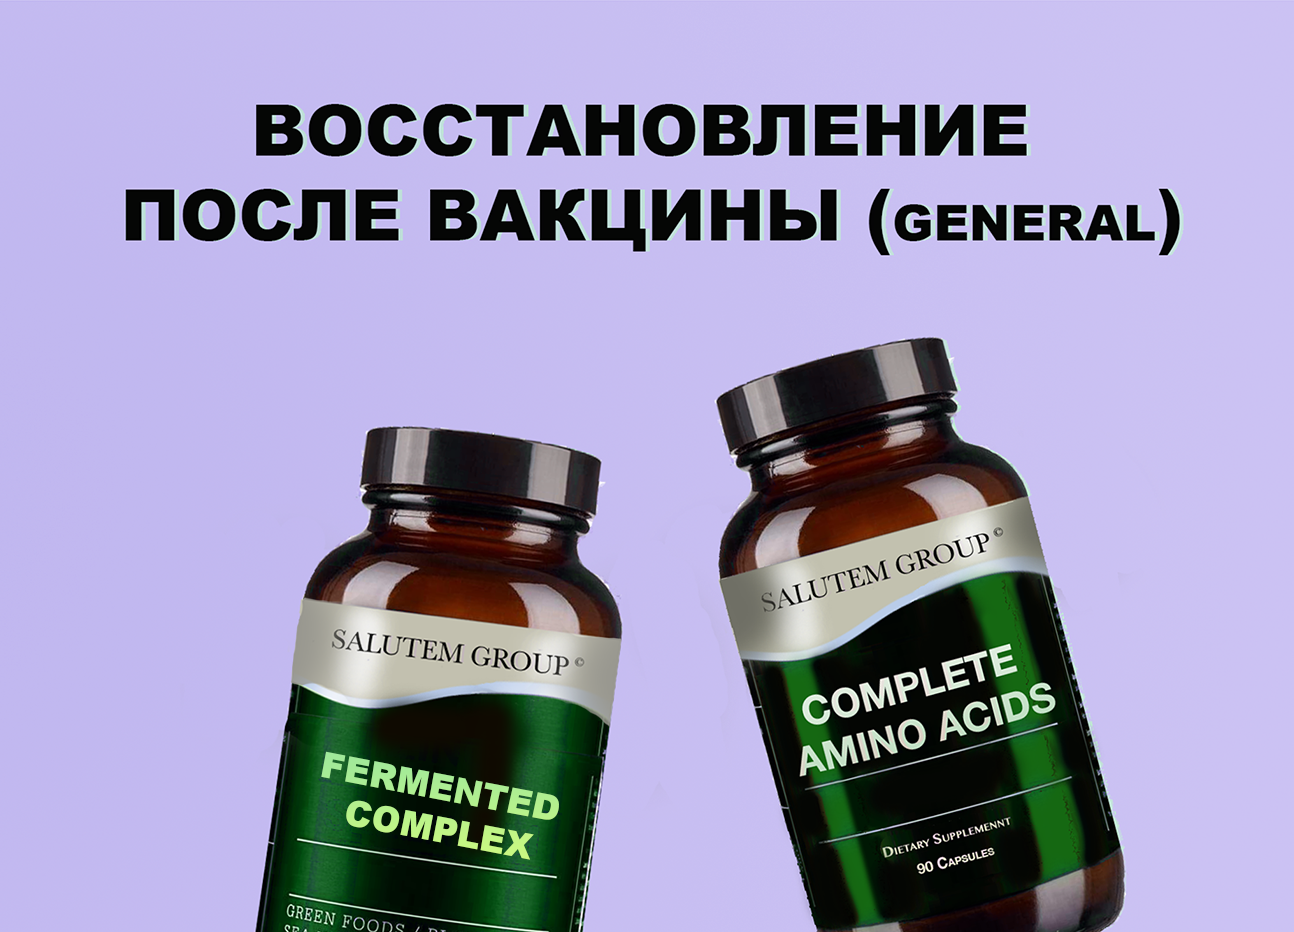 ВОССТАНОВЛЕНИЕ
ПОСЛЕ ВАКЦИНЫ (GENERAL)
SALUTEM GROUP©
FERMENTED
COMPLEX
GREEN FOODS /
SALUTEM GROUP©
COMPLETE
AMINO ACIDS
DIETARY SUPPLEMENNT
90 CAPSULES